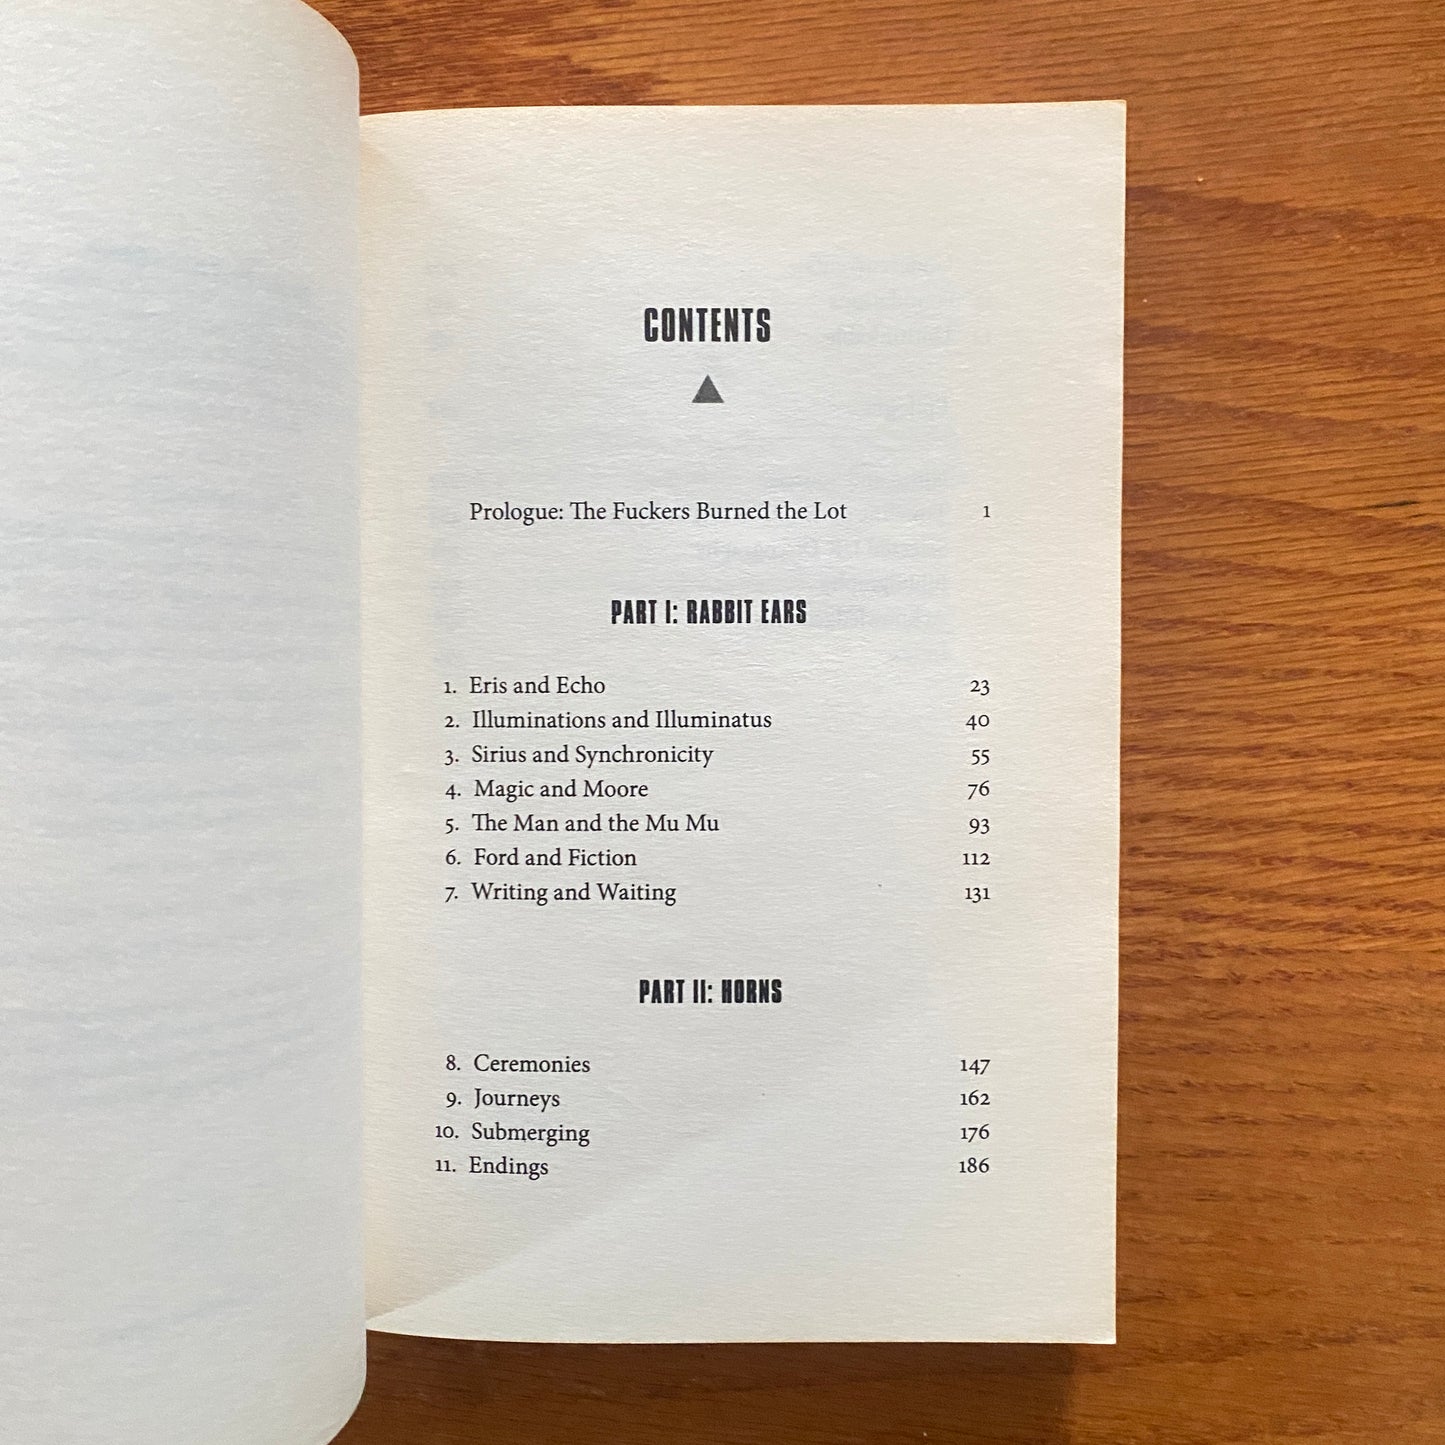 CONTENTS
Prologue: The Fuckers Burned the Lot 1
PART I: RABBIT EARS
1. Eris and Echo 23
2. Illuminations and Illuminatus 40
3. Sirius and Synchronicity 55
4. Magic and Moore 76
5. The Man and the Mu Mu 93
6. Ford and Fiction 112
7. Writing and Waiting 131
PART II: HORNS
8. Ceremonies 147
9. Journeys 162
10. Submerging 176
11. Endings 186